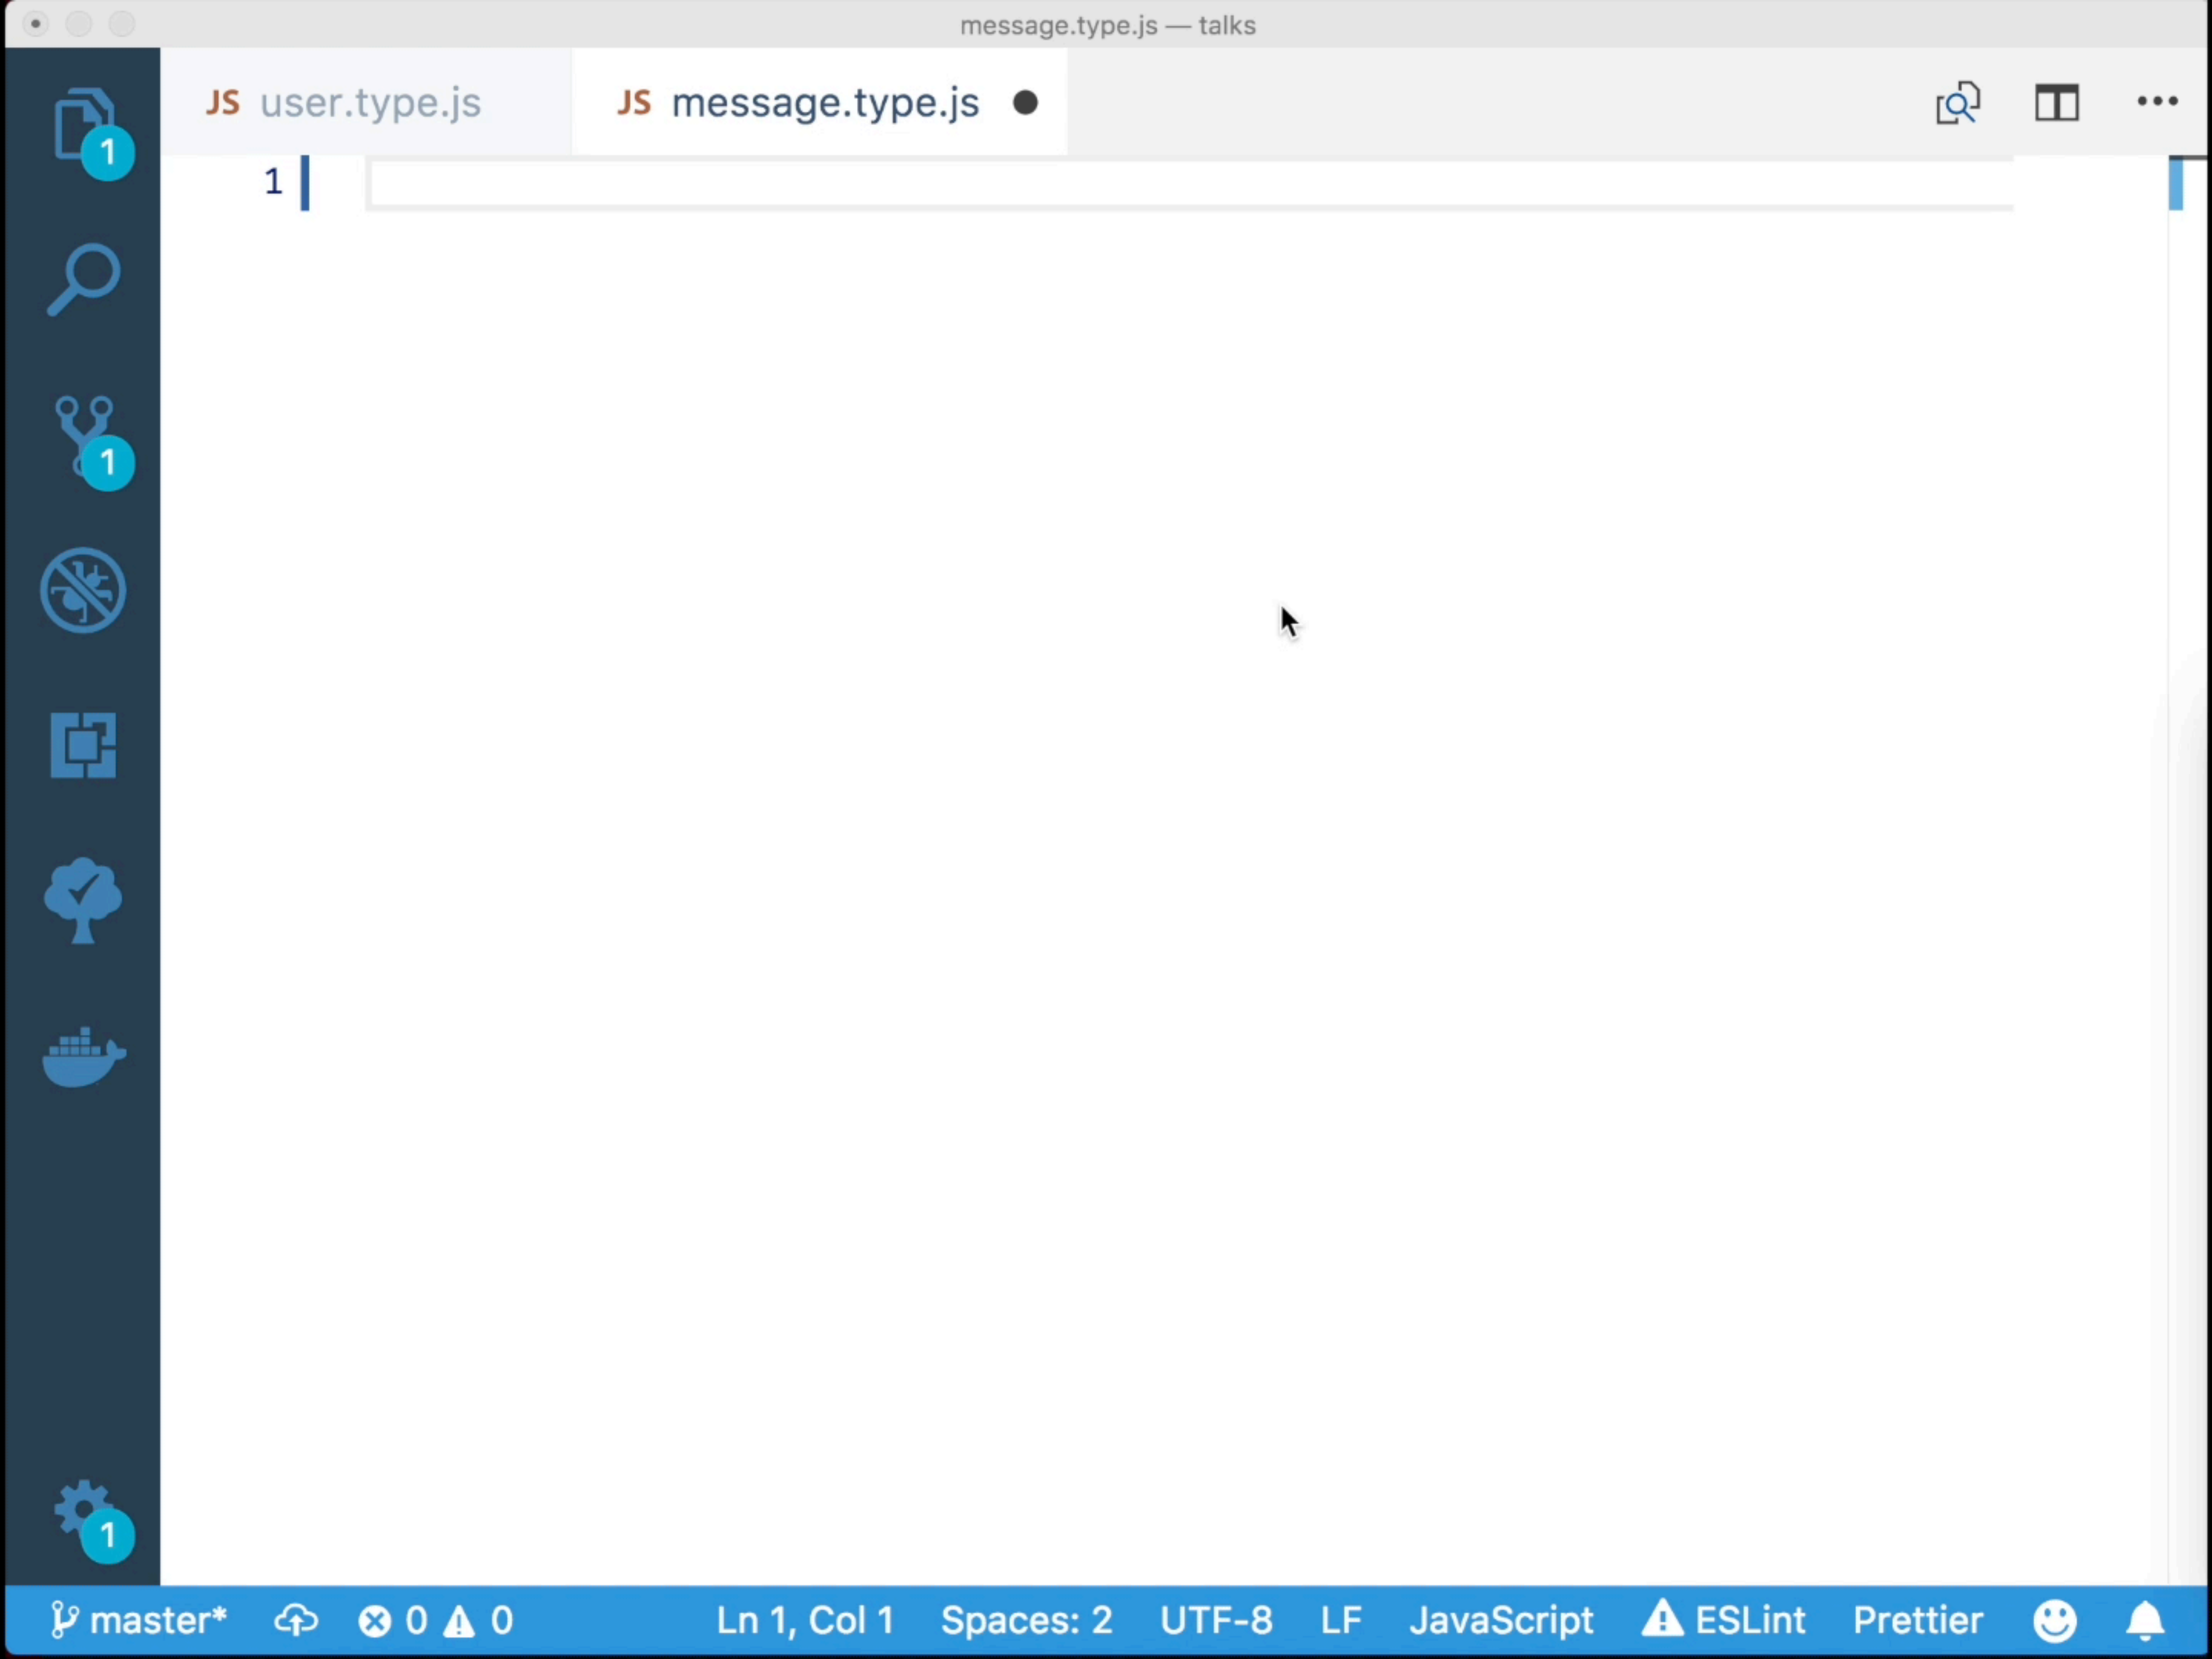 message.type.js — talks
JS user.type.js JS message.type.js
1
1
1
1
master* 0 0 Ln 1, Col 1 Spaces: 2 UTF-8 LF JavaScript ESLint Prettier